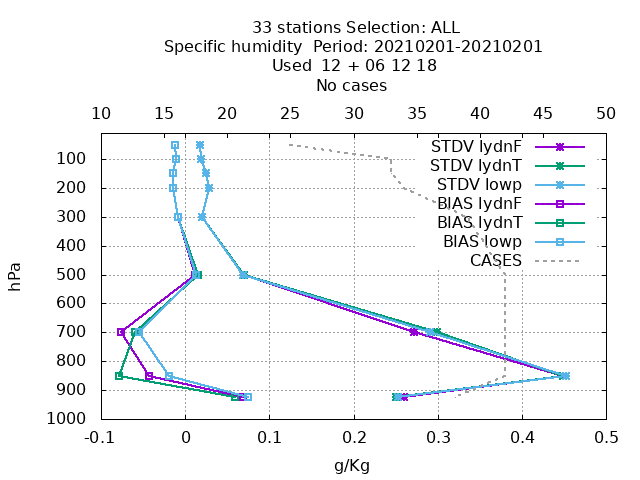 33 stations Selection: ALL
Specific humidity  Period: 20210201-20210201
Used  12 + 06 12 18
No cases
10 15 20 25 30 35 40 45 50
STDV lydnF
STDV lydnT
STDV lowp
BIAS lydnF
BIAS lydnT
BIAS lowp
CASES
100
200
300
400
500
600
700
800
900
1000
hPa
-0.1 0 0.1 0.2 0.3 0.4 0.5
g/Kg